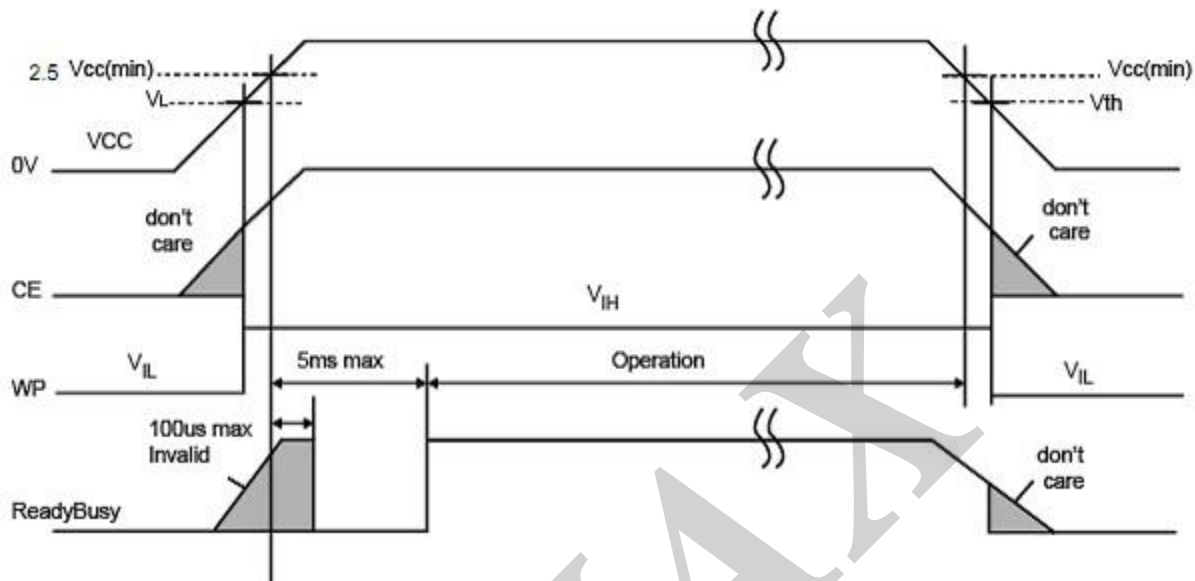 2.5 Vcc(min)
Vcc(min)
VL
Vth
VCC
0V
don't
care
don't
care
CE
VIH
VIL
5ms max
Operation
VIL
WP
100us max
Invalid
don't
care
ReadyBusy